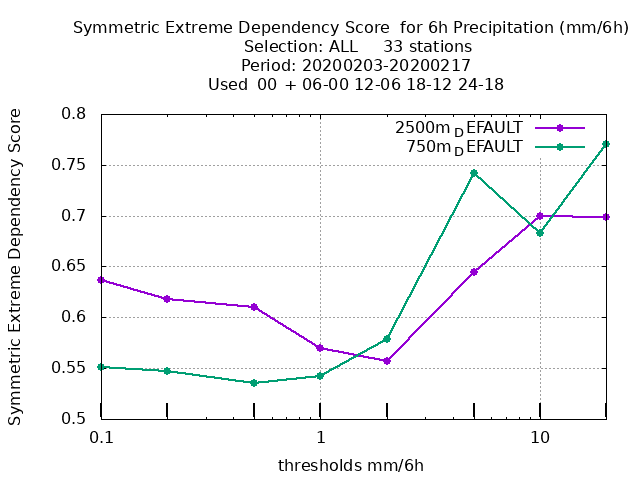 Symmetric Extreme Dependency Score  for 6h Precipitation (mm/6h)
Selection: ALL     33 stations
Period: 20200203-20200217
Used  00  + 06-00 12-06 18-12 24-18
2500m_DEFAULT
750m_DEFAULT
Symmetric Extreme Dependency Score
0.8
0.75
0.7
0.65
0.6
0.55
0.5
0.1 1 10
thresholds mm/6h